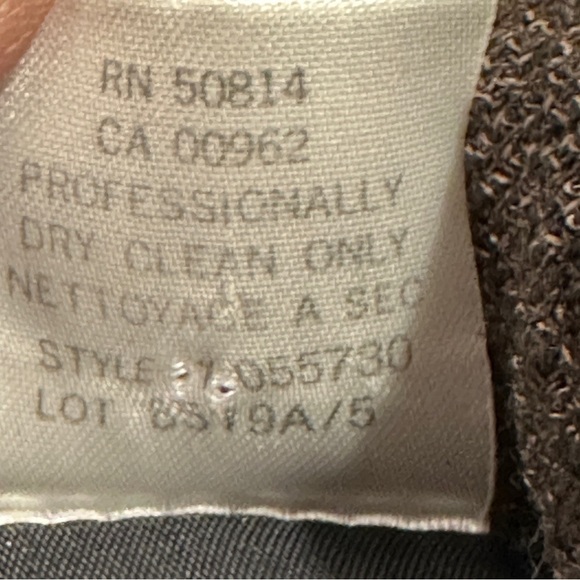 RN 50814
CA 00962
PROFESSIONALLY
DRY CLEAN ONLY
NETTOYAGE A SEC
STYLE
LOT